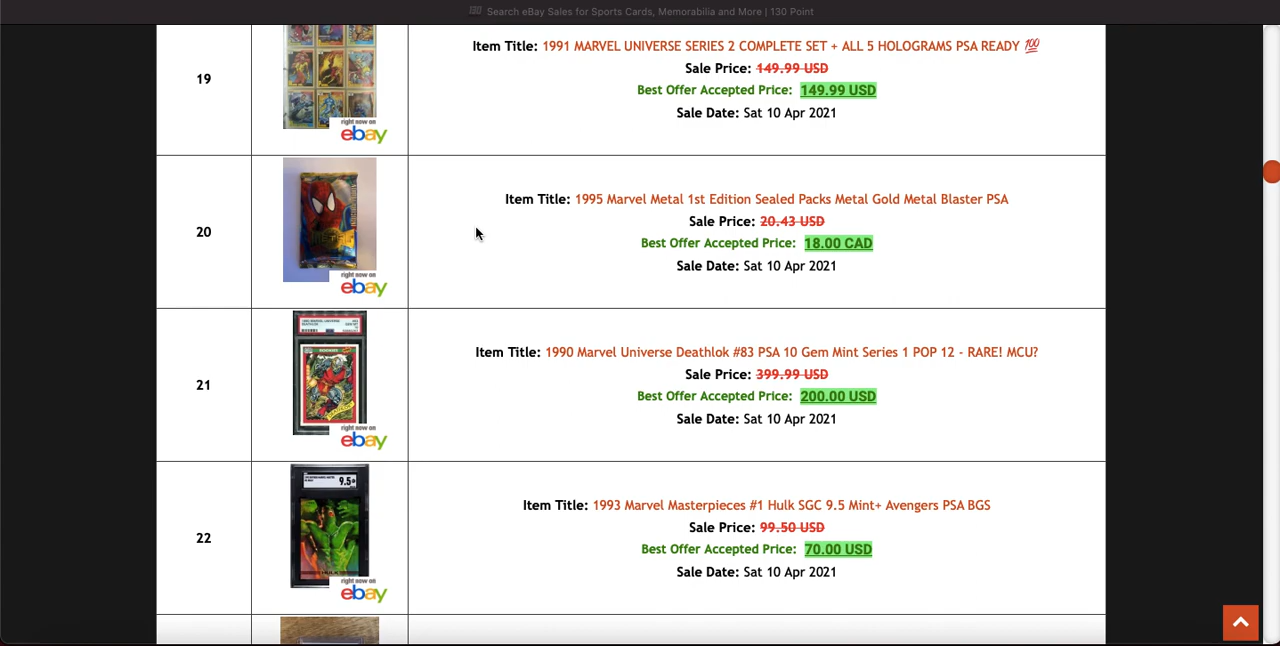 130 Search eBay Sales for Sports Cards, Memorabilia and More | 130 Point
19
right now on
ebay
Item Title: 1991 MARVEL UNIVERSE SERIES 2 COMPLETE SET + ALL 5 HOLOGRAMS PSA READY 💯
Sale Price: 149.99 USD
Best Offer Accepted Price: 149.99 USD
Sale Date: Sat 10 Apr 2021
20
right now on
ebay
Item Title: 1995 Marvel Metal 1st Edition Sealed Packs Metal Gold Metal Blaster PSA
Sale Price: 20.43 USD
Best Offer Accepted Price: 18.00 CAD
Sale Date: Sat 10 Apr 2021
21
right now on
ebay
Item Title: 1990 Marvel Universe Deathlok #83 PSA 10 Gem Mint Series 1 POP 12 - RARE! MCU?
Sale Price: 399.99 USD
Best Offer Accepted Price: 200.00 USD
Sale Date: Sat 10 Apr 2021
22
9.5
right now on
ebay
Item Title: 1993 Marvel Masterpieces #1 Hulk SGC 9.5 Mint+ Avengers PSA BGS
Sale Price: 99.50 USD
Best Offer Accepted Price: 70.00 USD
Sale Date: Sat 10 Apr 2021